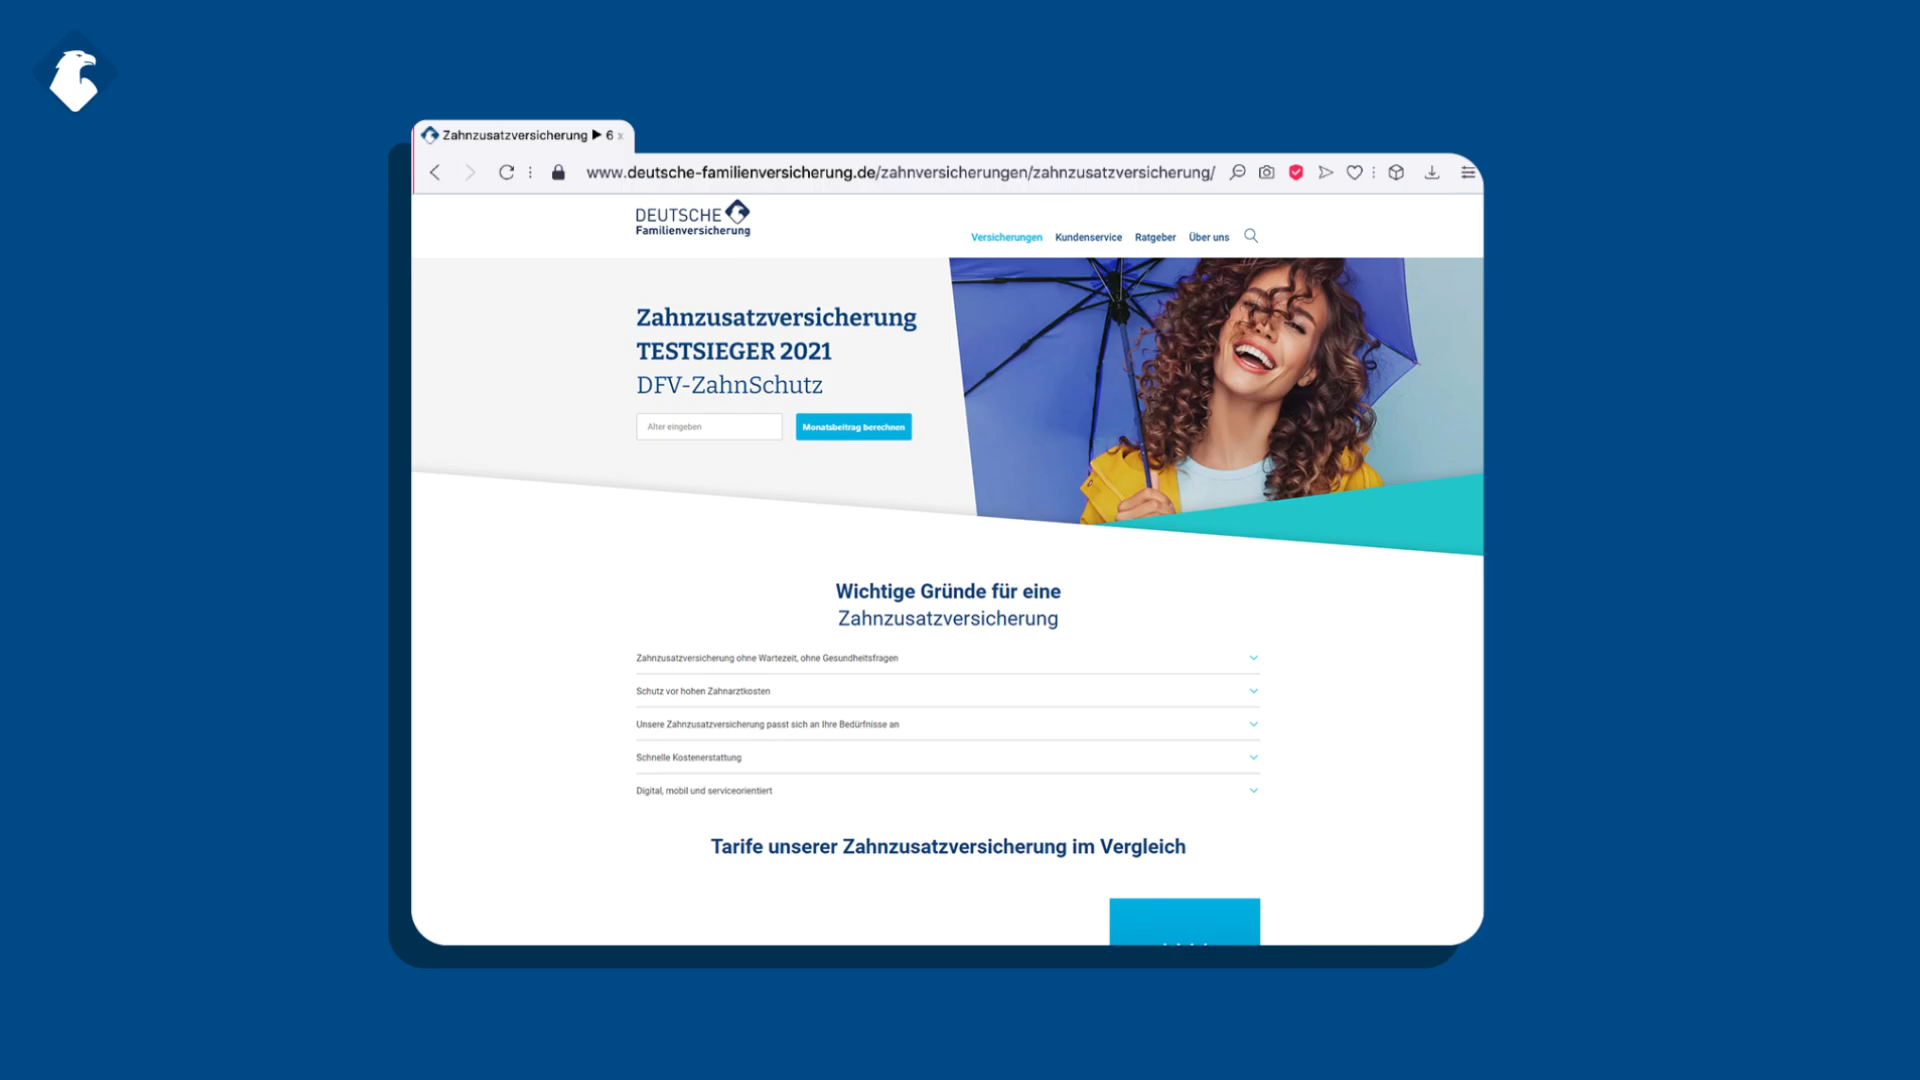 Zahnzusatzversicherung ▶ 6 x
www.deutsche-familienversicherung.de/zahnversicherungen/zahnzusatzversicherung/
DEUTSCHE
Familienversicherung
Versicherungen Kundenservice Ratgeber Über uns
Zahnzusatzversicherung
TESTSIEGER 2021
DFV-ZahnSchutz
Alter eingeben Monatsbeitrag berechnen
Wichtige Gründe für eine
Zahnzusatzversicherung
Zahnzusatzversicherung ohne Wartezeit, ohne Gesundheitsfragen
Schutz vor hohen Zahnarztkosten
Unsere Zahnzusatzversicherung passt sich an Ihre Bedürfnisse an
Schnelle Kostenerstattung
Digital, mobil und serviceorientiert
Tarife unserer Zahnzusatzversicherung im Vergleich